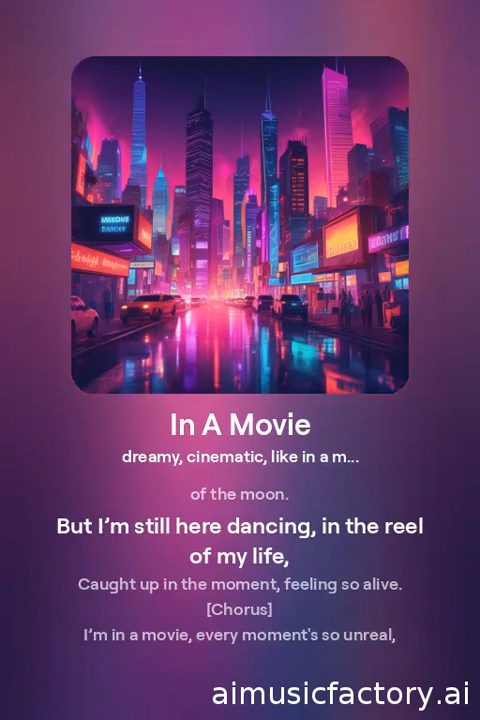 In A Movie
dreamy, cinematic, like in a m...
of the moon.
But I’m still here dancing, in the reel
of my life,
Caught up in the moment, feeling so alive.
[Chorus]
I’m in a movie, every moment's so unreal,
aimusicfactory.ai